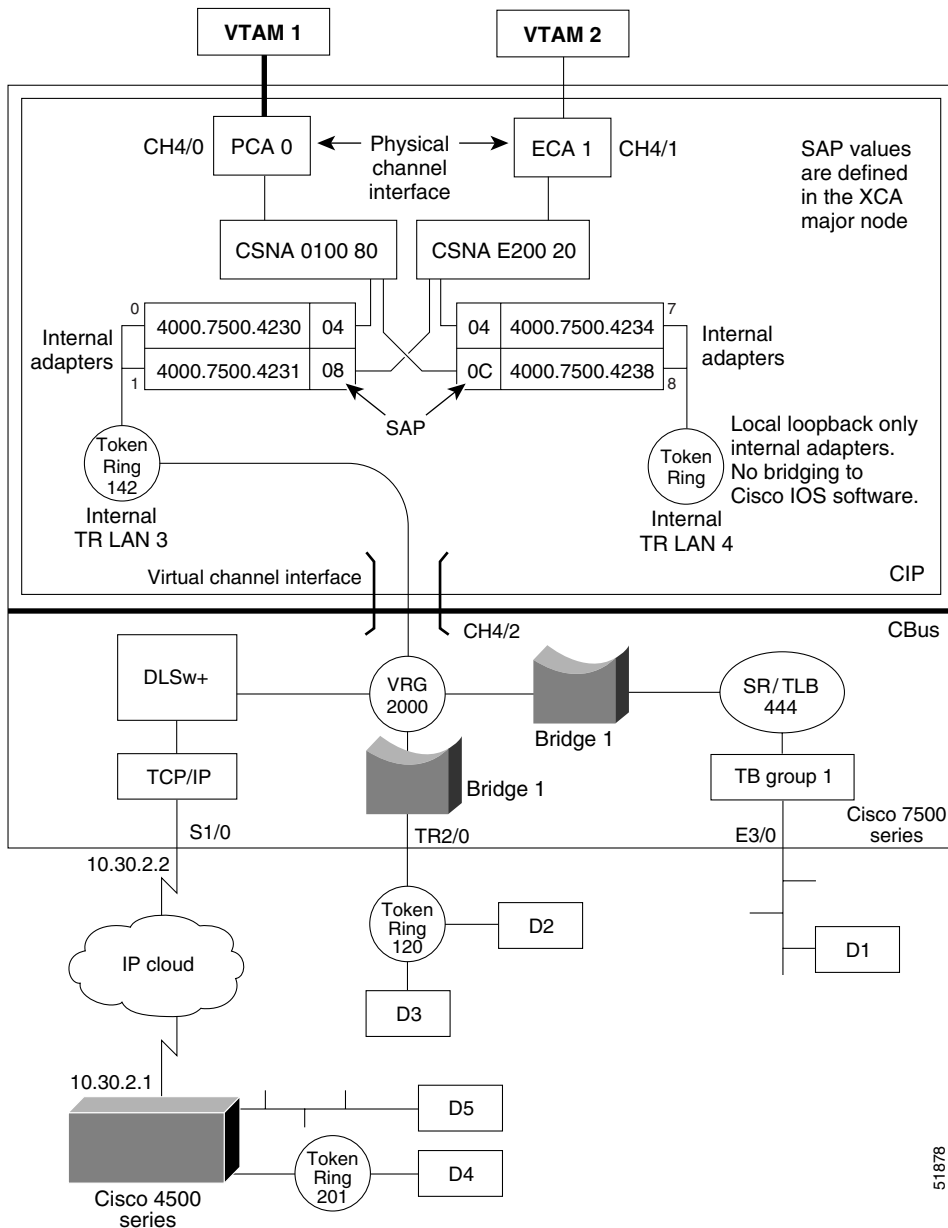 VTAM 1
VTAM 2
CH4/0
PCA 0
Physical
channel
interface
ECA 1
CH4/1
SAP values
are defined
in the XCA
major node
CSNA 0100 80
CSNA E200 20
0
4000.7500.4230
04
04
4000.7500.4234
7
Internal
adapters
Internal
adapters
1
4000.7500.4231
08
0C
4000.7500.4238
8
SAP
Token
Ring
142
Internal
TR LAN 3
Token
Ring
Internal
TR LAN 4
Local loopback only
internal adapters.
No bridging to
Cisco IOS software.
Virtual channel interface
CIP
CH4/2
CBus
DLSw+
VRG
2000
Bridge 1
SR/TLB
444
TCP/IP
Bridge 1
TB group 1
S1/0
TR2/0
E3/0
Cisco 7500
series
10.30.2.2
IP cloud
Token
Ring
120
D2
D1
D3
10.30.2.1
D5
Token
Ring
201
D4
Cisco 4500
series
51878